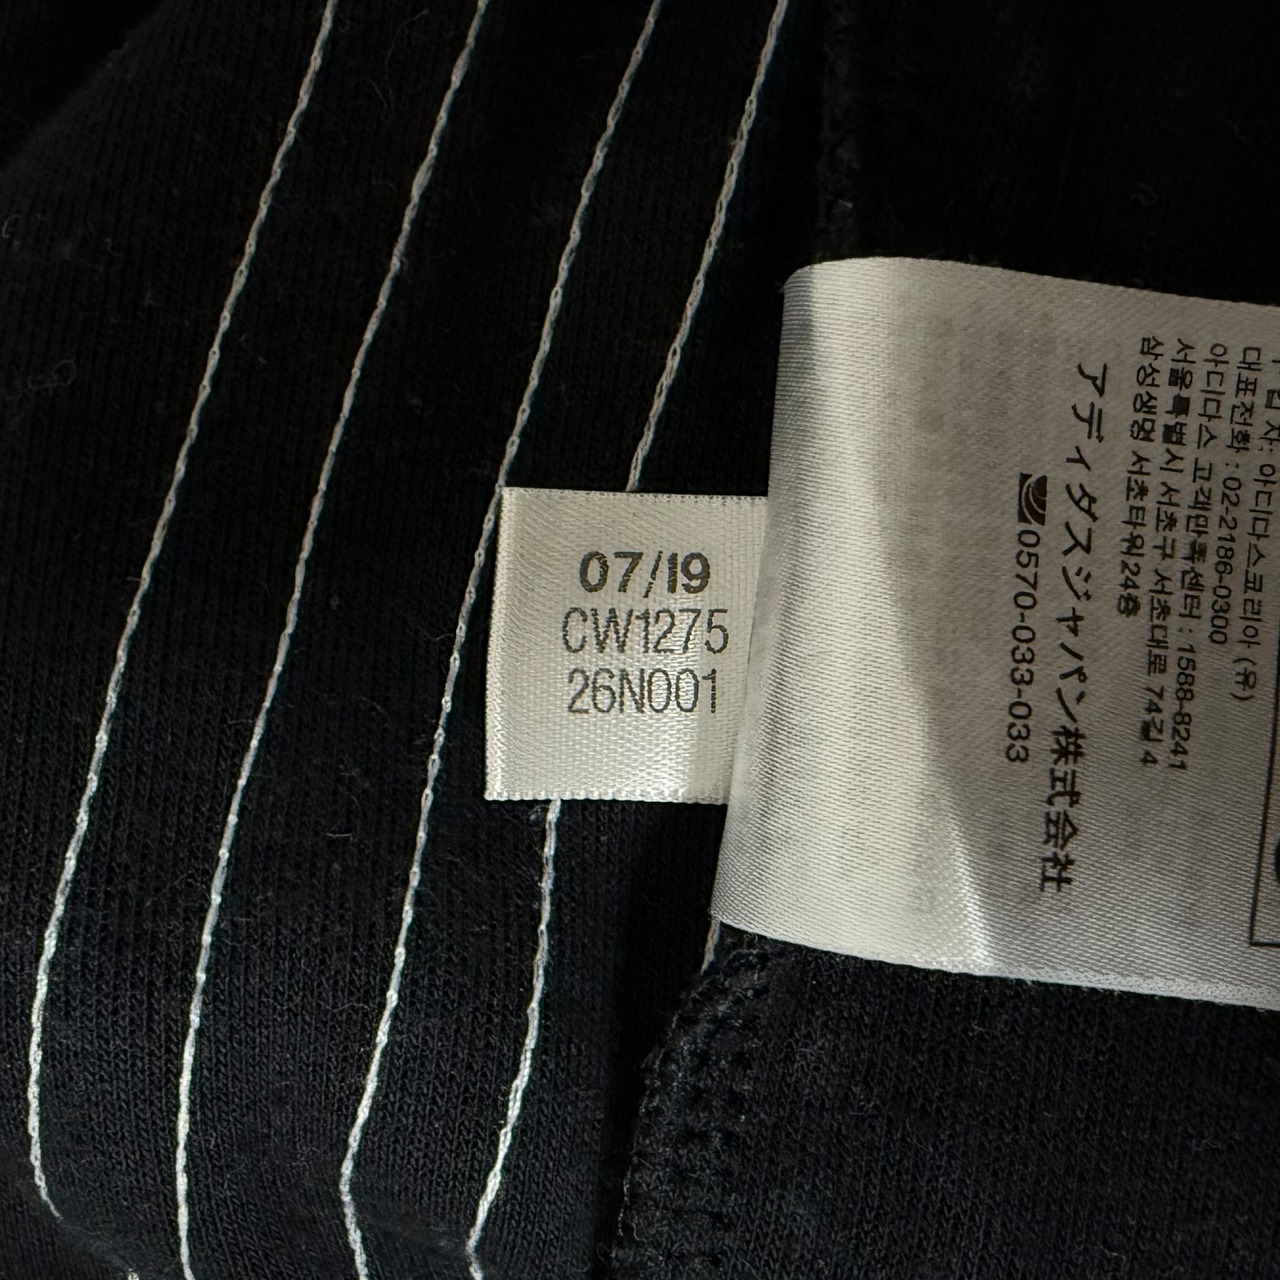 07/19
CW1275
26N001
아디다스코리아 (유)
대표전화 : 02-2186-0300
아디다스 고객만족센터 : 1588-8241
서울특별시 서초구 서초대로 74길 4
삼성생명 서초타워 24층
アディダスジャパン株式会社
0570-033-033